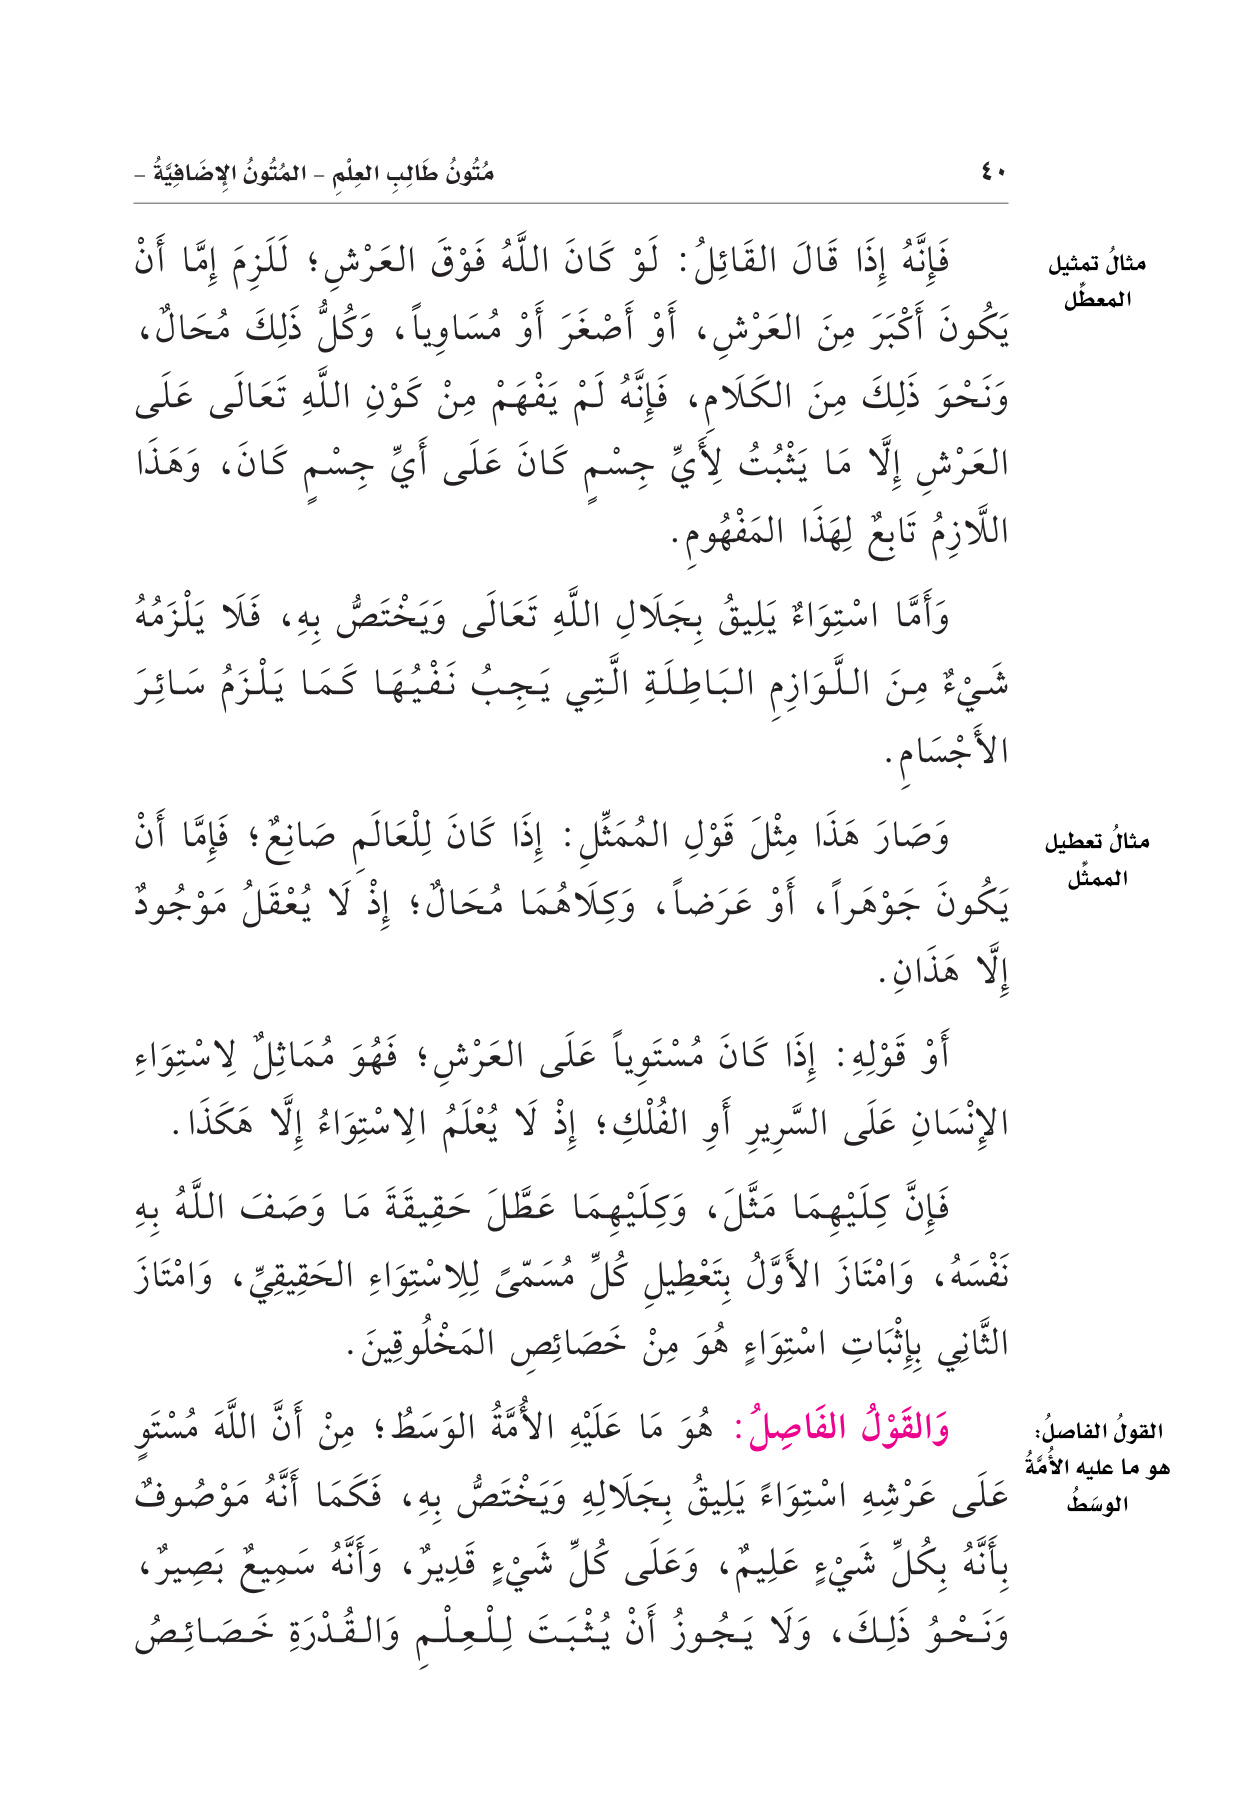 ٤٠
مُتُونُ طَالِبِ العِلْمِ – المُتُونُ الإِضَافِيَّةُ –
مثالُ تمثيل
المعطِّل
فَإِنَّهُ إِذَا قَالَ القَائِلُ: لَوْ كَانَ اللَّهُ فَوْقَ العَرْشِ؛ لَلَزِمَ إِمَّا أَنْ
يَكُونَ أَكْبَرَ مِنَ العَرْشِ، أَوْ أَصْغَرَ أَوْ مُسَاوِياً، وَكُلُّ ذَلِكَ مُحَالٌ،
وَنَحْوَ ذَلِكَ مِنَ الكَلَامِ، فَإِنَّهُ لَمْ يَفْهَمْ مِنْ كَوْنِ اللَّهِ تَعَالَى عَلَى
العَرْشِ إِلَّا مَا يَثْبُتُ لِأَيِّ جِسْمٍ كَانَ عَلَى أَيِّ جِسْمٍ كَانَ، وَهَذَا
اللَّازِمُ تَابِعٌ لِهَذَا المَفْهُومِ.
وَأَمَّا اسْتِوَاءٌ يَلِيقُ بِجَلَالِ اللَّهِ تَعَالَى وَيَخْتَصُّ بِهِ، فَلَا يَلْزَمُهُ
شَيْءٌ مِنَ اللَّوَازِمِ البَاطِلَةِ الَّتِي يَجِبُ نَفْيُهَا كَمَا يَلْزَمُ سَائِرَ
الأَجْسَامِ.
مثالُ تعطيل
الممثِّل
وَصَارَ هَذَا مِثْلَ قَوْلِ المُمَثِّلِ: إِذَا كَانَ لِلْعَالَمِ صَانِعٌ؛ فَإِمَّا أَنْ
يَكُونَ جَوْهَراً، أَوْ عَرَضاً، وَكِلَاهُمَا مُحَالٌ؛ إِذْ لَا يُعْقَلُ مَوْجُودٌ
إِلَّا هَذَانِ.
أَوْ قَوْلِهِ: إِذَا كَانَ مُسْتَوِياً عَلَى العَرْشِ؛ فَهُوَ مُمَاثِلٌ لِاسْتِوَاءِ
الإِنْسَانِ عَلَى السَّرِيرِ أَوِ الفُلْكِ؛ إِذْ لَا يُعْلَمُ الِاسْتِوَاءُ إِلَّا هَكَذَا.
فَإِنَّ كِلَيْهِمَا مَثَّلَ، وَكِلَيْهِمَا عَطَّلَ حَقِيقَةَ مَا وَصَفَ اللَّهُ بِهِ
نَفْسَهُ، وَامْتَازَ الأَوَّلُ بِتَعْطِيلِ كُلِّ مُسَمّىً لِلِاسْتِوَاءِ الحَقِيقِيِّ، وَامْتَازَ
الثَّانِي بِإِثْبَاتِ اسْتِوَاءٍ هُوَ مِنْ خَصَائِصِ المَخْلُوقِينَ.
القولُ الفاصلُ:
هو ما عليه الأُمَّةُ
الوسَطُ
وَالقَوْلُ الفَاصِلُ: هُوَ مَا عَلَيْهِ الأُمَّةُ الوَسَطُ؛ مِنْ أَنَّ اللَّهَ مُسْتَوٍ
عَلَى عَرْشِهِ اسْتِوَاءً يَلِيقُ بِجَلَالِهِ وَيَخْتَصُّ بِهِ، فَكَمَا أَنَّهُ مَوْصُوفٌ
بِأَنَّهُ بِكُلِّ شَيْءٍ عَلِيمٌ، وَعَلَى كُلِّ شَيْءٍ قَدِيرٌ، وَأَنَّهُ سَمِيعٌ بَصِيرٌ،
وَنَحْوُ ذَلِكَ، وَلَا يَجُوزُ أَنْ يُثْبَتَ لِلْعِلْمِ وَالقُدْرَةِ خَصَائِصُ